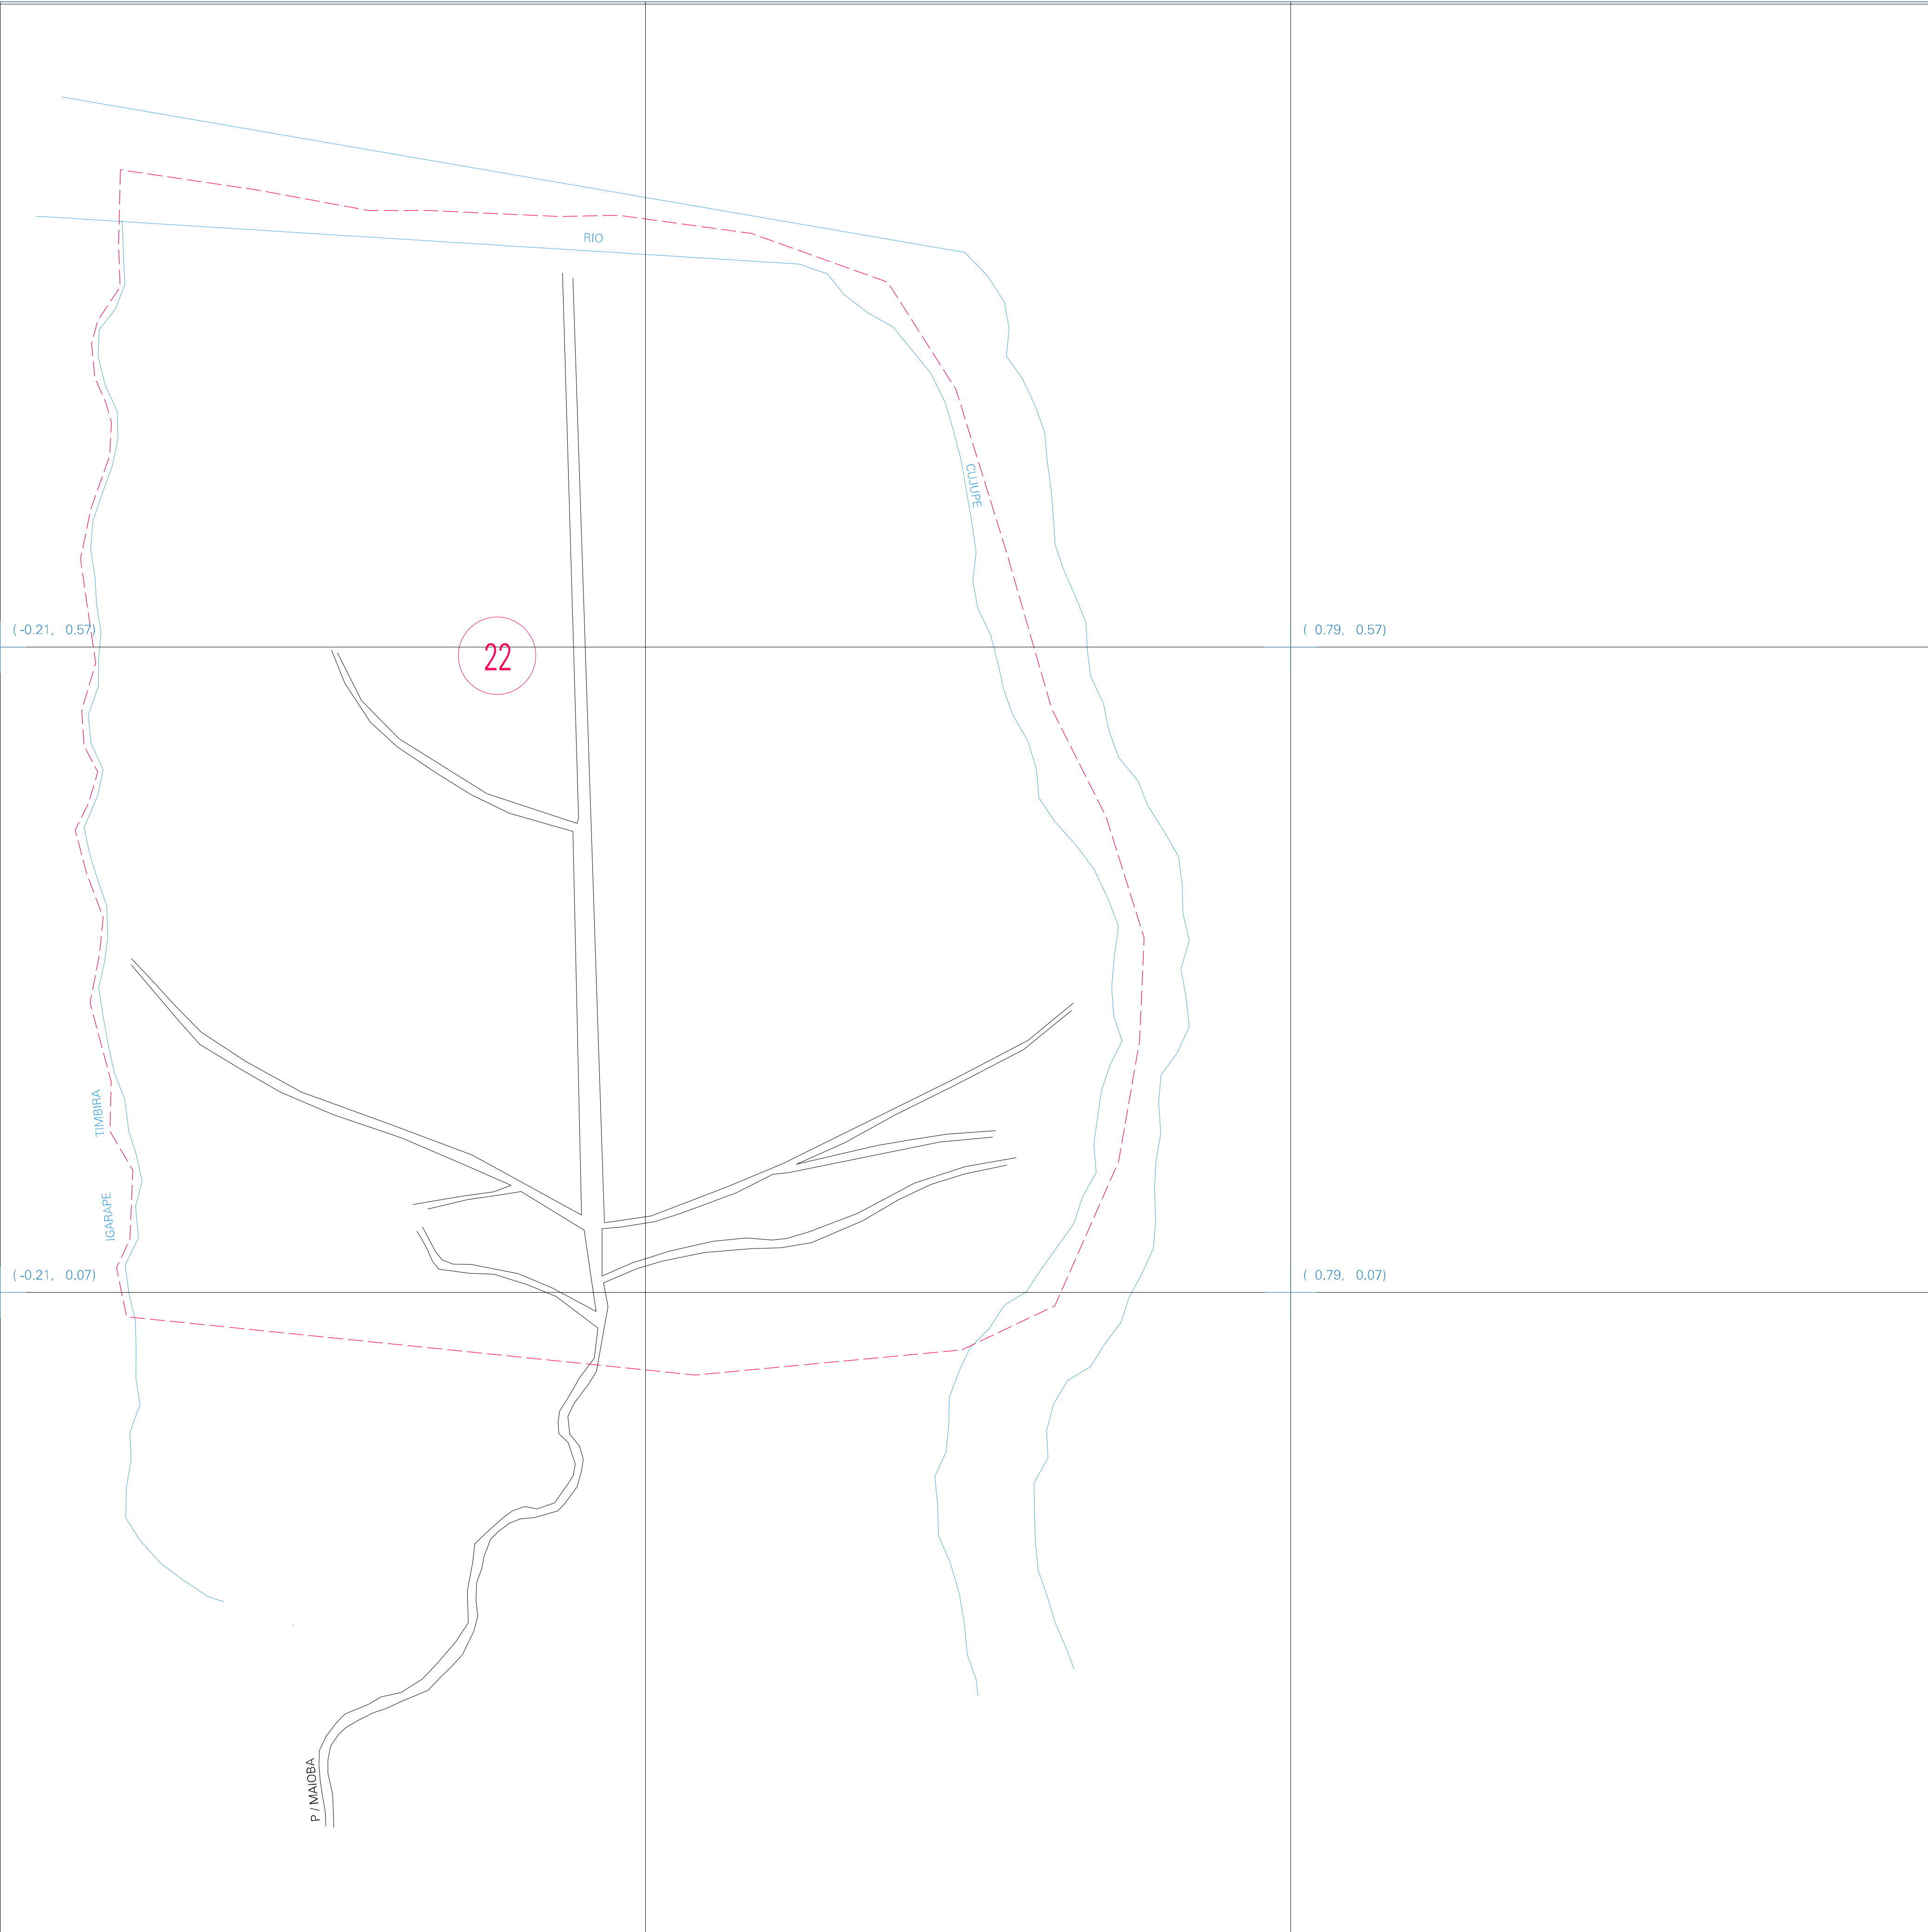 RIO
CUJUPE
( -0.21,   0.57)
( 0.79,   0.57)
22
TIMBIRA
IGARAPE
( -0.21,   0.07)
( 0.79,   0.07)
P / MAIOBA